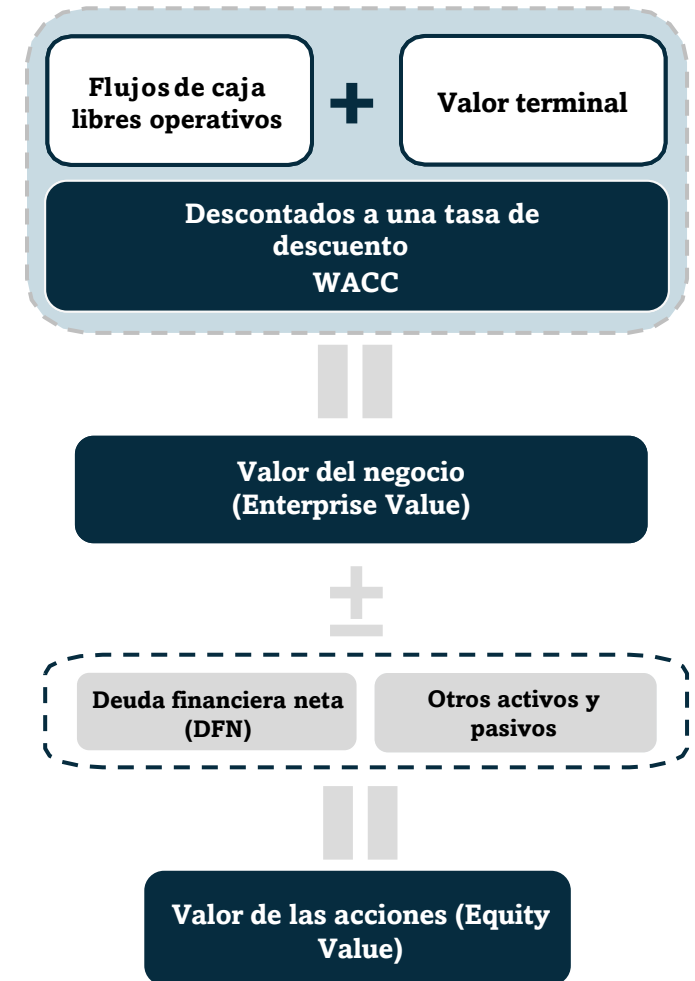 Flujos de caja
libres operativos
+
Valor terminal
Descontados a una tasa de
descuento
WACC
Valor del negocio
(Enterprise Value)
±
Deuda financiera neta
(DFN)
Otros activos y
pasivos
Valor de las acciones (Equity
Value)